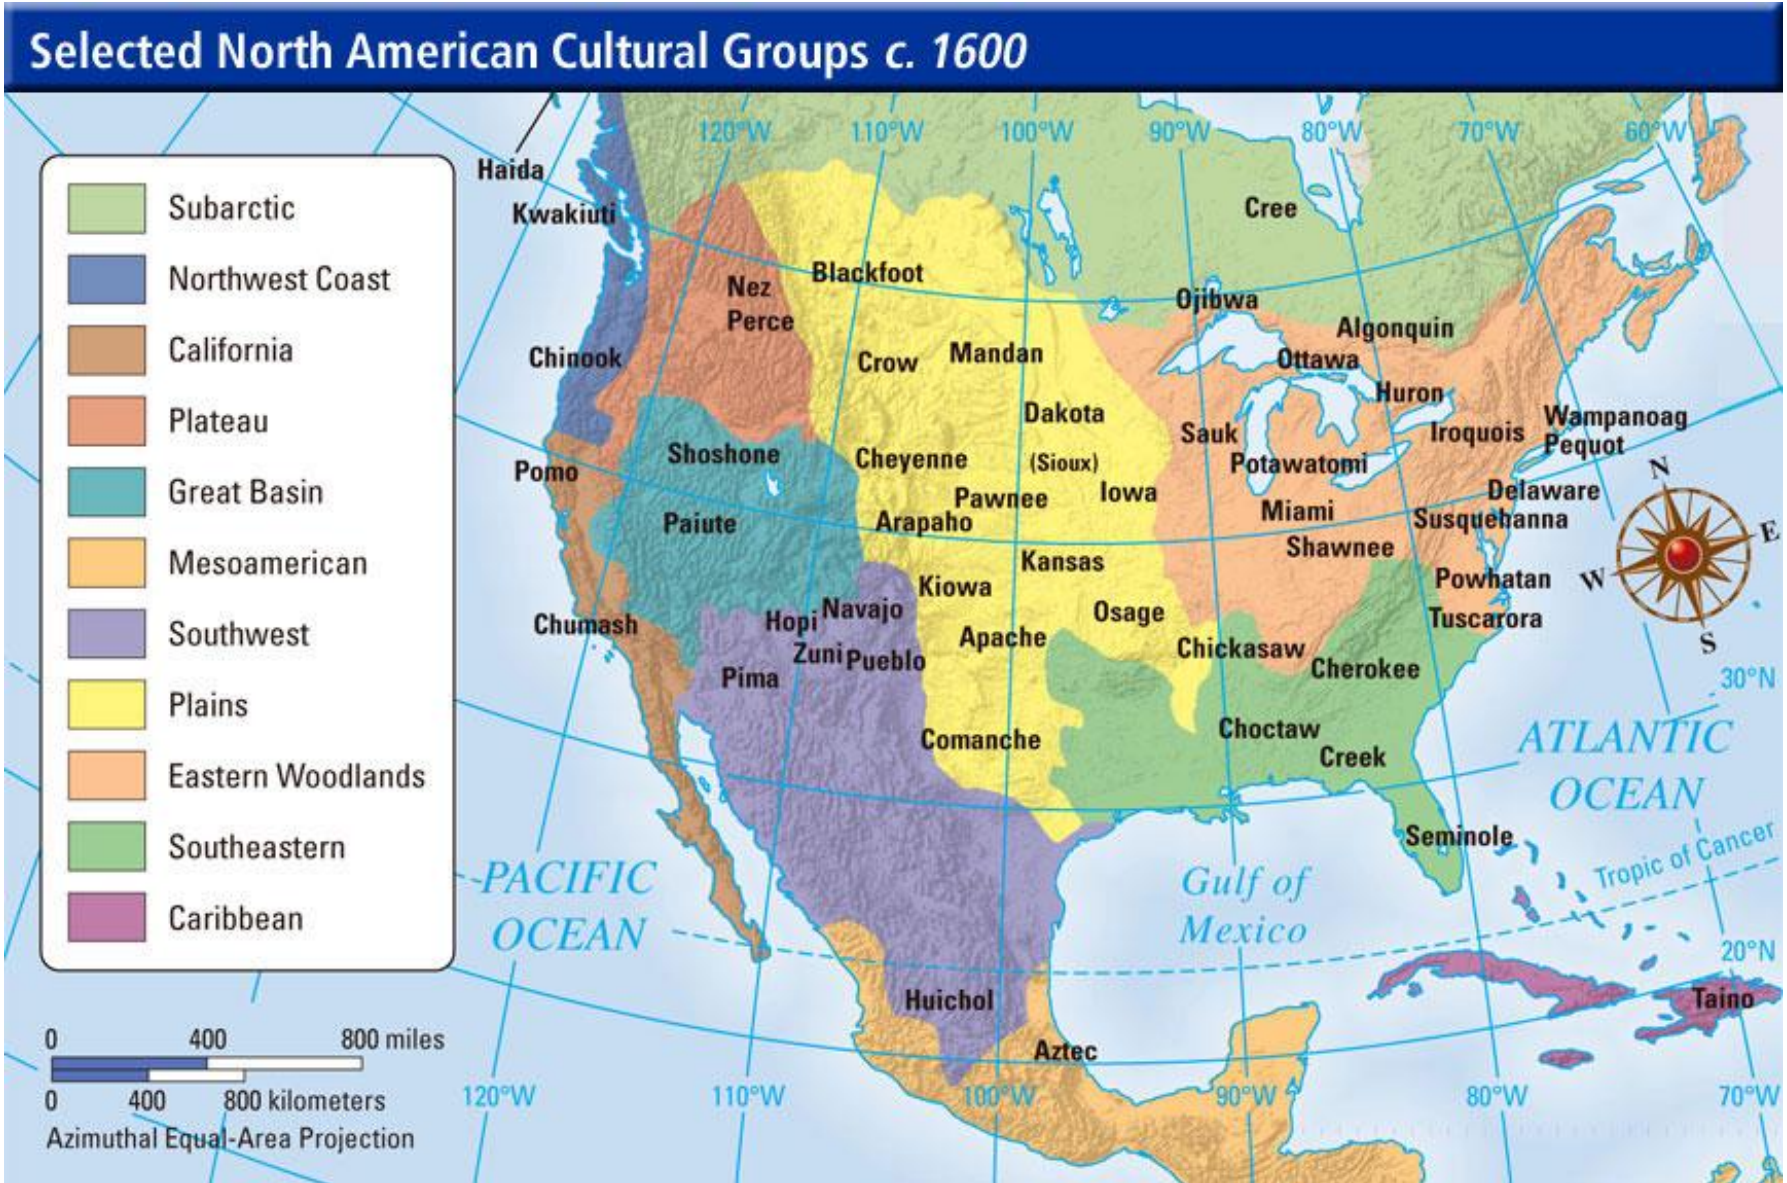 Selected North American Cultural Groups c. 1600
120°W
110°W
100°W
90°W
80°W
70°W
60°W
Subarctic
Northwest Coast
California
Plateau
Great Basin
Mesoamerican
Southwest
Plains
Eastern Woodlands
Southeastern
Caribbean
Haida
Kwakiuti
Cree
Nez
Perce
Blackfoot
Ojibwa
Algonquin
Chinook
Crow
Mandan
Ottawa
Huron
Dakota
(Sioux)
Sauk
Iroquois
Wampanoag
Pequot
Pomo
Shoshone
Cheyenne
Potawatomi
Pawnee
Iowa
Miami
Delaware
Susquehanna
Paiute
Arapaho
Shawnee
Kansas
Kiowa
Powhatan
Osage
Tuscarora
Chumash
Hopi
Navajo
Apache
Chickasaw
Cherokee
Zuni
Pueblo
Pima
Comanche
Choctaw
Creek
Seminole
N
E
W
S
30°N
ATLANTIC
OCEAN
Tropic of Cancer
PACIFIC
OCEAN
Gulf of
Mexico
20°N
Huichol
Taino
Aztec
0 400 800 miles
0 400 800 kilometers
Azimuthal Equal-Area Projection
120°W
110°W
100°W
90°W
80°W
70°W